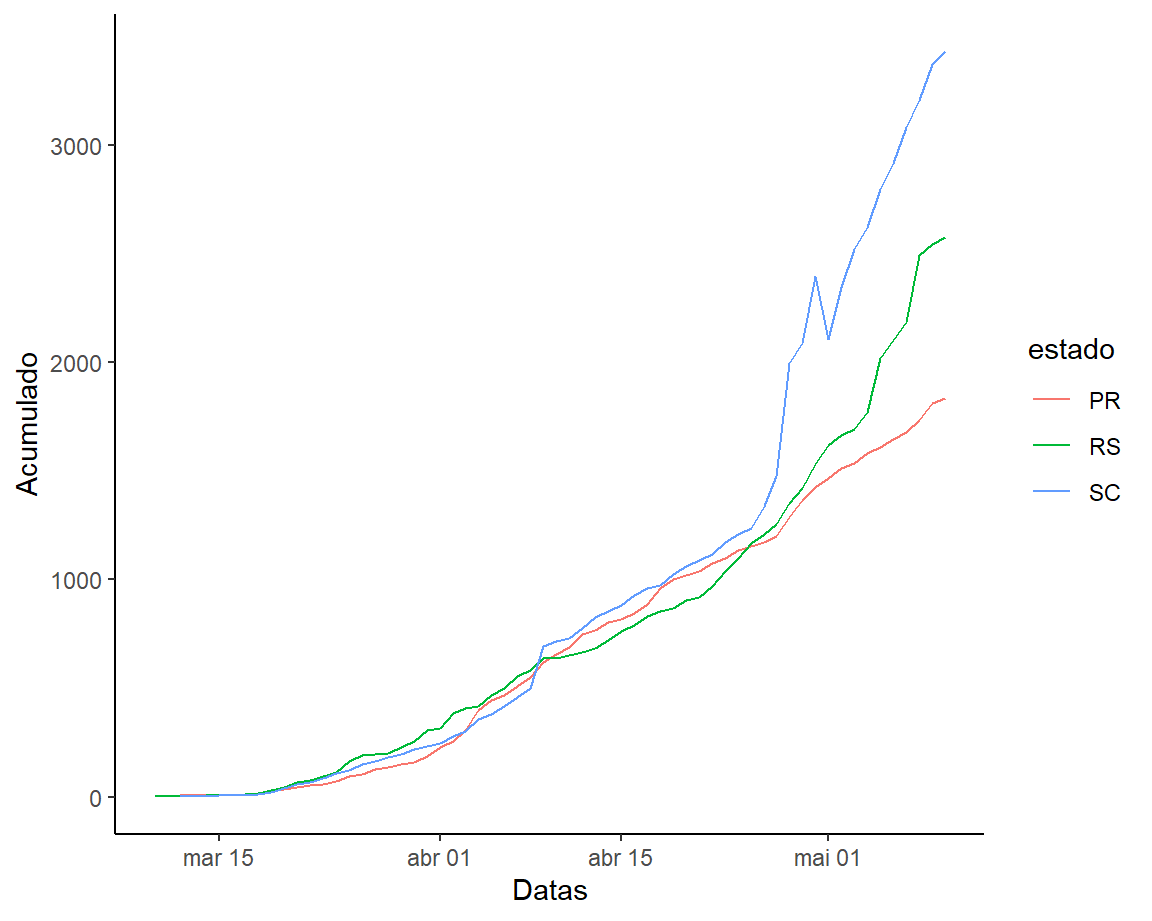 Acumulado
3000
2000
1000
0
mar 15
abr 01
abr 15
mai 01
Datas
estado
PR
RS
SC